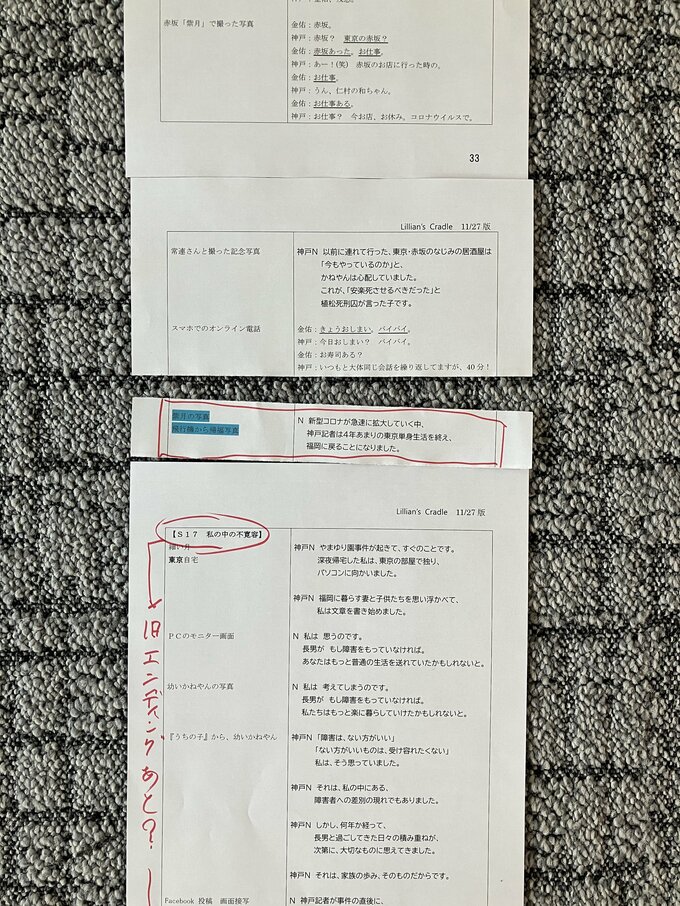 赤坂「紫月」で撮った写真
金佑：赤坂。
神戸：赤坂？　東京の赤坂？
金佑：赤坂あった。お仕事。
神戸：あー！(笑)　赤坂のお店に行った時の。
金佑：お仕事。
神戸：うん、仁村の和ちゃん。
金佑：お仕事ある。
神戸：お仕事？　今お店、お休み。コロナウイルスで。
33
Lillian's Cradle　11/27版
常連さんと撮った記念写真
神戸N　以前に連れて行った、東京・赤坂のなじみの居酒屋は
「今もやっているのか」と、
かねやんは心配していました。
これが、「安楽死させるべきだった」と
植松死刑囚が言った子です。
スマホでのオンライン電話
金佑：きょうおしまい。バイバイ。
神戸：今日おしまい？　バイバイ。
金佑：お寿司ある？
神戸：いつもと大体同じ会話を繰り返してますが、40分！
紫月の写真
飛行機から帰福写真
N　新型コロナが急速に拡大していく中、
神戸記者は4年あまりの東京単身生活を終え、
福岡に戻ることになりました。
Lillian's Cradle　11/27版
【S17　私の中の不寛容】
細い月
東京自宅
神戸N　やまゆり園事件が起きて、すぐのことです。
深夜帰宅した私は、東京の部屋で独り、
パソコンに向かいました。
神戸N　福岡に暮らす妻と子供たちを思い浮かべて、
私は文章を書き始めました。
PCのモニター画面
N　私は　思うのです。
長男が　もし障害をもっていなければ。
あなたはもっと普通の生活を送れていたかもしれないと。
幼いかねやんの写真
N　私は　考えてしまうのです。
長男が　もし障害をもっていなければ。
私たちはもっと楽に暮らしていけたかもしれないと。
『うちの子』から、幼いかねやん
神戸N　「障害は、ない方がいい」
「ない方がいいものは、受け容れたくない」
私は、そう思っていました。
神戸N　それは、私の中にある、
障害者への差別の現れでもありました。
神戸N　しかし、何年か経って、
長男と過ごしてきた日々の積み重ねが、
次第に、大切なものに思えてきました。
神戸N　それは、家族の歩み、そのものだからです。
Facebook 投稿　画面接写
N　神戸記者が事件の直後に、
旧エンディングあと？